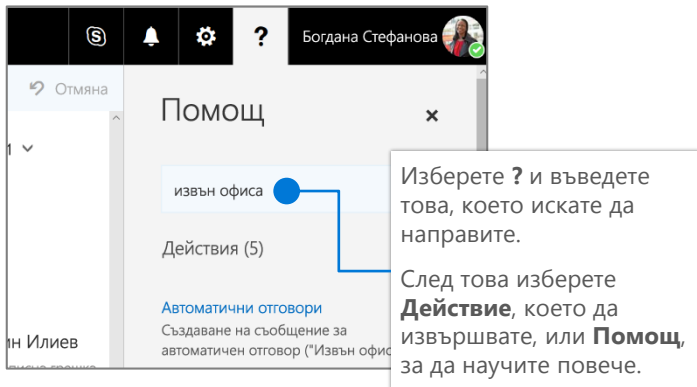 ? Богдана Стефанова
Отмяна
Помощ
извън офиса
Действия (5)
Автоматични отговори
Създаване на съобщение за
автоматичен отговор ("Извън офис
ин Илиев
Изберете ? и въведете
това, което искате да
направите.
След това изберете
Действие, което да
извършвате, или Помощ,
за да научите повече.